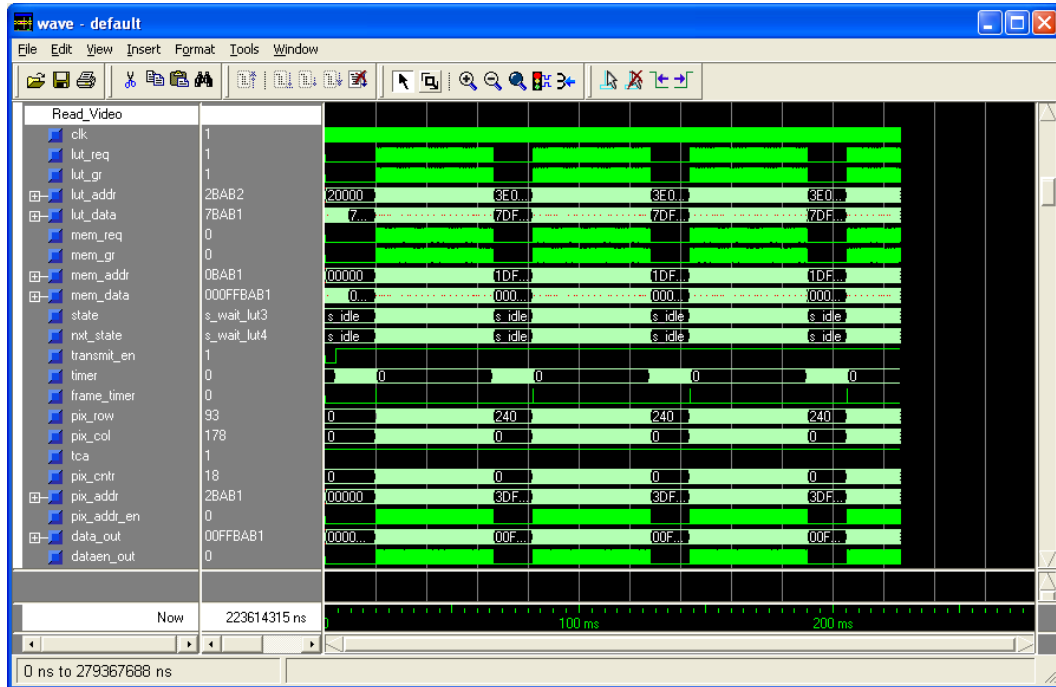 wave - default
File Edit View Insert Format Tools Window
Read_Video
clk 1
lut_req 1
lut_gr 1
lut_addr 2BAB2 20000 3E0... 3E0... 3E0...
lut_data 7BAB1 7... 7DF... 7DF... 7DF...
mem_req 0
mem_gr 0
mem_addr 0BAB1 00000 1DF... 1DF... 1DF...
mem_data 000FFBAB1 0... 000... 000... 000...
state s_wait_lut3 s_idle s_idle s_idle s_idle
nxt_state s_wait_lut4 s_idle s_idle s_idle s_idle
transmit_en 1
timer 0 0 0 0 0
frame_timer 0
pix_row 93 0 240 240 240
pix_col 178 0 0 0 0
tca 1
pix_cntr 18 0 0 0 0
pix_addr 2BAB1 00000 3DF... 3DF... 3DF...
pix_addr_en 0
data_out 00FFBAB1 0000... 00F... 00F... 00F...
dataen_out 0
Now 223614315 ns 0 100 ms 200 ms
0 ns to 279367688 ns